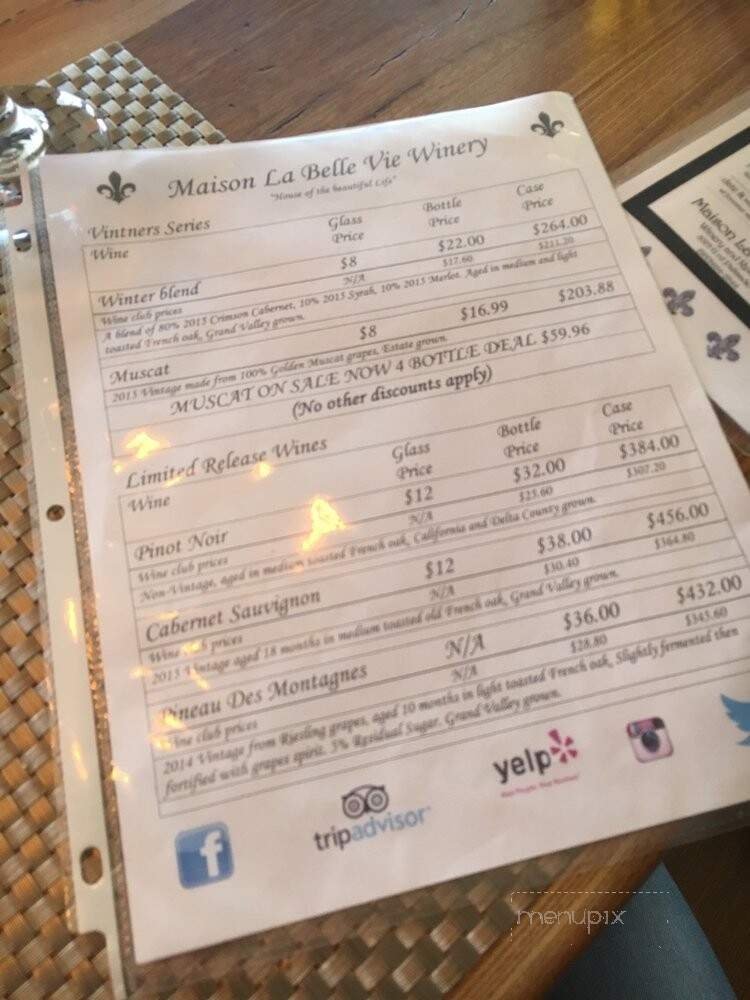 Maison La Belle Vie Winery
"House of the beautiful Life"
Vintners Series
Wine Glass Price Bottle Price Case Price
Winter blend $8 $22.00 $264.00
Wine club prices N/A $17.60 $211.20
A blend of 80% 2015 Crimson Cabernet, 10% 2015 Syrah, 10% 2015 Merlot. Aged in medium and light
toasted French oak, Grand Valley grown.
Muscat $8 $16.99 $203.88
2015 Vintage made from 100% Golden Muscat grapes, Estate grown.
MUSCAT ON SALE NOW 4 BOTTLE DEAL $59.96
(No other discounts apply)
Limited Release Wines
Wine Glass Price Bottle Price Case Price
Pinot Noir $12 $32.00 $384.00
Wine club prices N/A $25.60 $307.20
Non-Vintage, aged in medium toasted French oak, California and Delta County grown.
Cabernet Sauvignon $12 $38.00 $456.00
Wine club prices N/A $30.40 $364.80
2015 Vintage aged 18 months in medium toasted old French oak, Grand Valley grown.
Pineau Des Montagnes N/A $36.00 $432.00
Wine club prices N/A $28.80 $345.60
2014 Vintage from Riesling grapes, aged 10 months in light toasted French oak, Slightly fermented then
fortified with grapes spirit. 5% Residual Sugar. Grand Valley grown.
f
tripadvisor
yelp
menupix
Maison